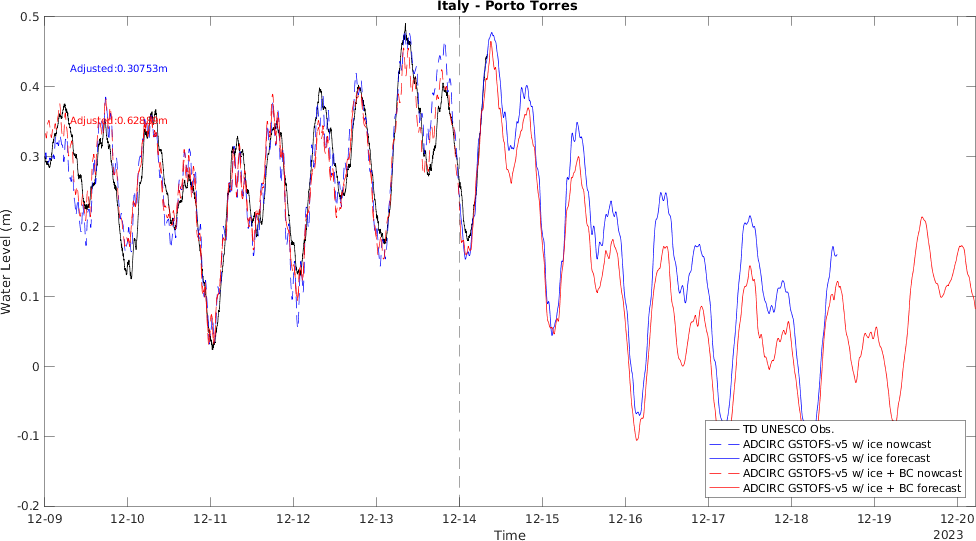 Italy - Porto Torres
Water Level (m)
0.5
0.4
0.3
0.2
0.1
0
-0.1
-0.2
Adjusted:0.30753m
12-09
12-10
12-11
12-12
12-13
12-14
12-15
12-16
12-17
12-18
12-19
12-20
2023
Time
TD UNESCO Obs.
ADCIRC GSTOFS-v5 w/ ice nowcast
ADCIRC GSTOFS-v5 w/ ice forecast
ADCIRC GSTOFS-v5 w/ ice + BC nowcast
ADCIRC GSTOFS-v5 w/ ice + BC forecast